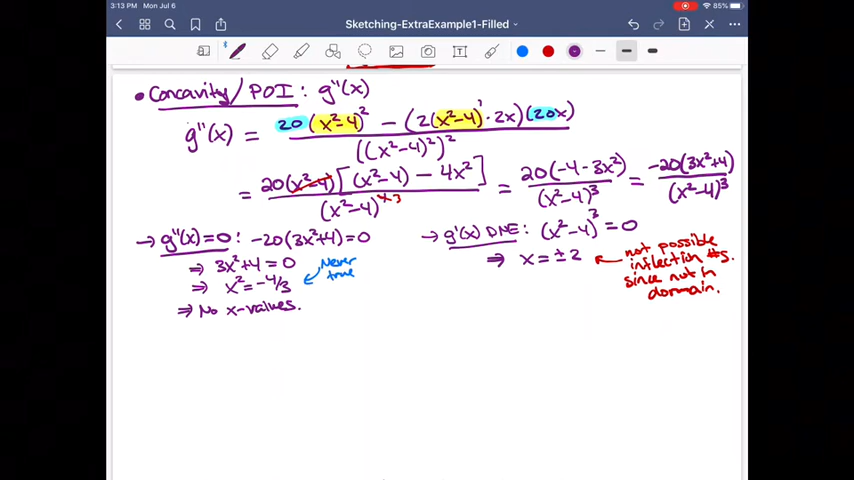 3:13 PM Mon Jul 6
85%
Sketching-ExtraExample1-Filled
• Concavity/POI: g''(x)
g''(x) = 20(x²-4)² - (2(x²-4)¹·2x)(20x) / ((x²-4)²)²
= 20(x²-4)[(x²-4) - 4x²] / (x²-4)^4 3 = 20(-4-3x²) / (x²-4)³ = -20(3x²+4) / (x²-4)³
→ g''(x)=0: -20(3x²+4)=0
⇒ 3x²+4=0
⇒ x²=-4/3
Never true
⇒ No x-values.
→ g'(x) DNE: (x²-4)³=0
⇒ x=±2
not possible
inflection #s.
since not in
domain.